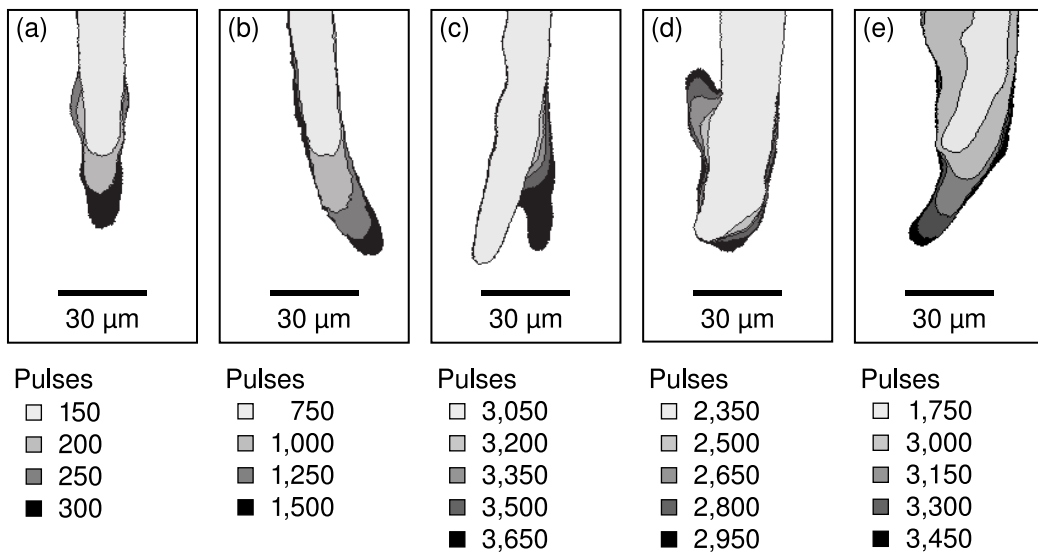 (a)
30 µm
Pulses
150
200
250
300
(b)
30 µm
Pulses
750
1,000
1,250
1,500
(c)
30 µm
Pulses
3,050
3,200
3,350
3,500
3,650
(d)
30 µm
Pulses
2,350
2,500
2,650
2,800
2,950
(e)
30 µm
Pulses
1,750
3,000
3,150
3,300
3,450